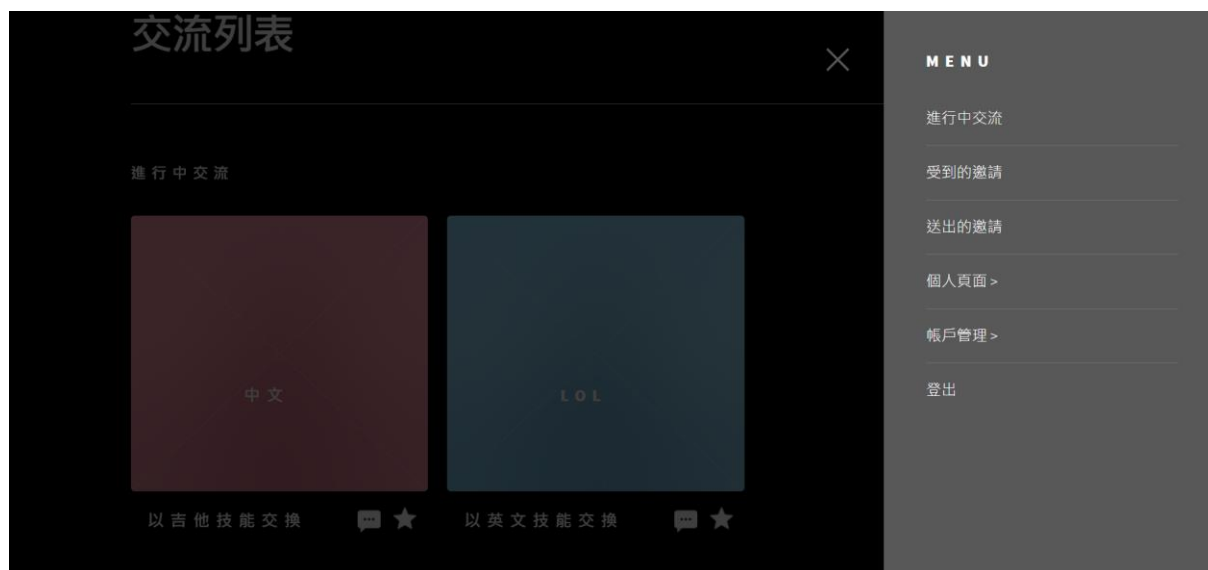 交流列表
進行中交流
中文
LOL
以吉他技能交換
以英文技能交換
MENU
進行中交流
受到的邀請
送出的邀請
個人頁面 >
帳戶管理 >
登出